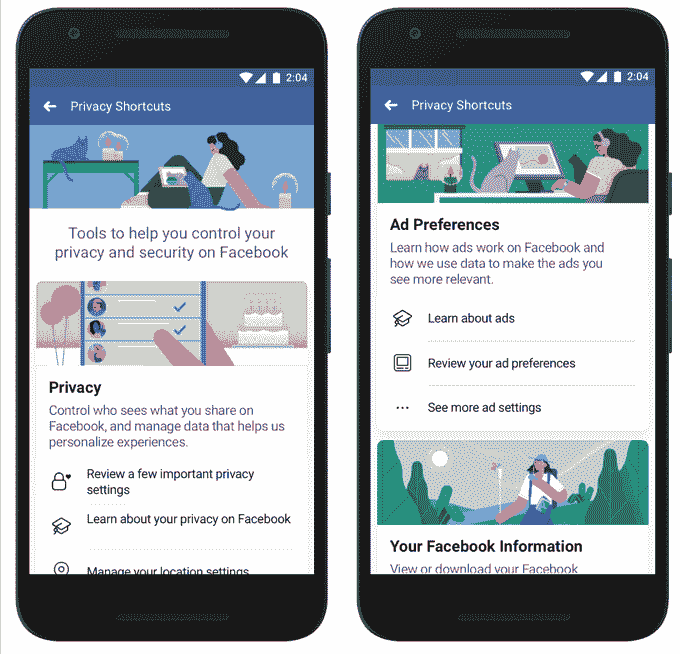 2:04
Privacy Shortcuts
Tools to help you control your
privacy and security on Facebook
Privacy
Control who sees what you share on
Facebook, and manage data that helps us
personalize experiences.
Review a few important privacy
settings
Learn about your privacy on Facebook
Manage your location settings
2:04
Privacy Shortcuts
Ad Preferences
Learn how ads work on Facebook and
how we use data to make the ads you
see more relevant.
Learn about ads
Review your ad preferences
See more ad settings
Your Facebook Information
View or download your Facebook